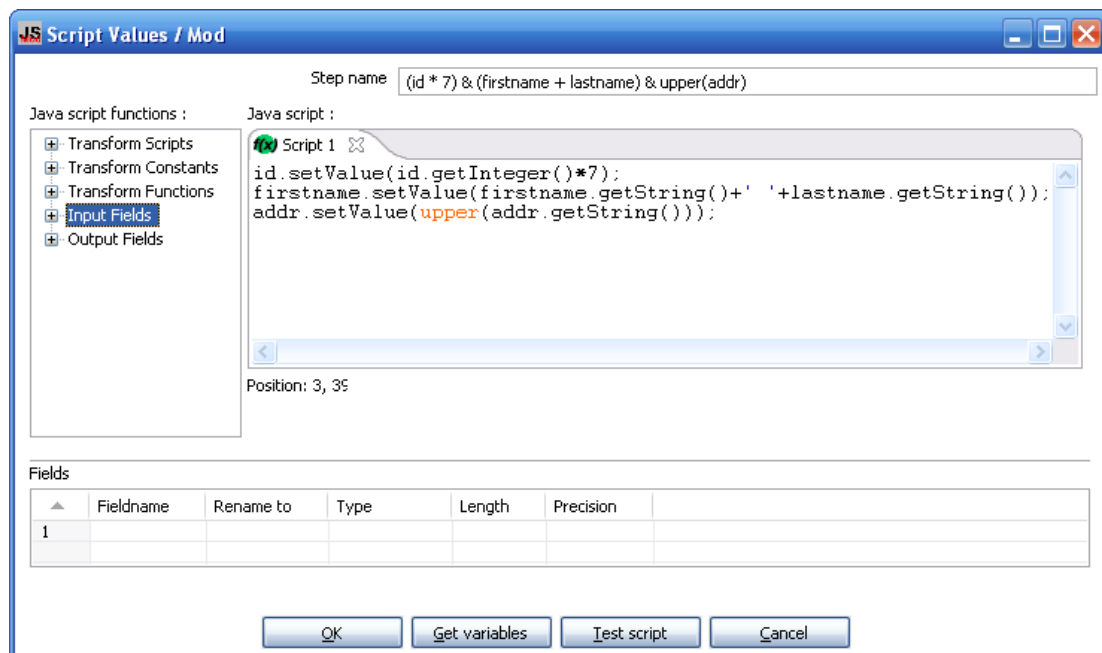 JS Script Values / Mod
Step name (id * 7) & (firstname + lastname) & upper(addr)
Java script functions :
Java script :
Transform Scripts
Transform Constants
Transform Functions
Input Fields
Output Fields
f(x) Script 1
id.setValue(id.getInteger()*7);
firstname.setValue(firstname.getString()+' '+lastname.getString());
addr.setValue(upper(addr.getString()));
Position: 3, 39
Fields
Fieldname Rename to Type Length Precision
1
OK Get variables Test script Cancel